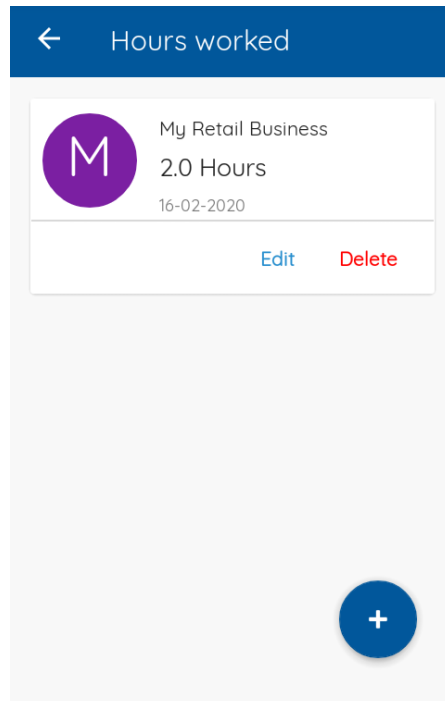 Hours worked
M
My Retail Business
2.0 Hours
16-02-2020
Edit Delete
+